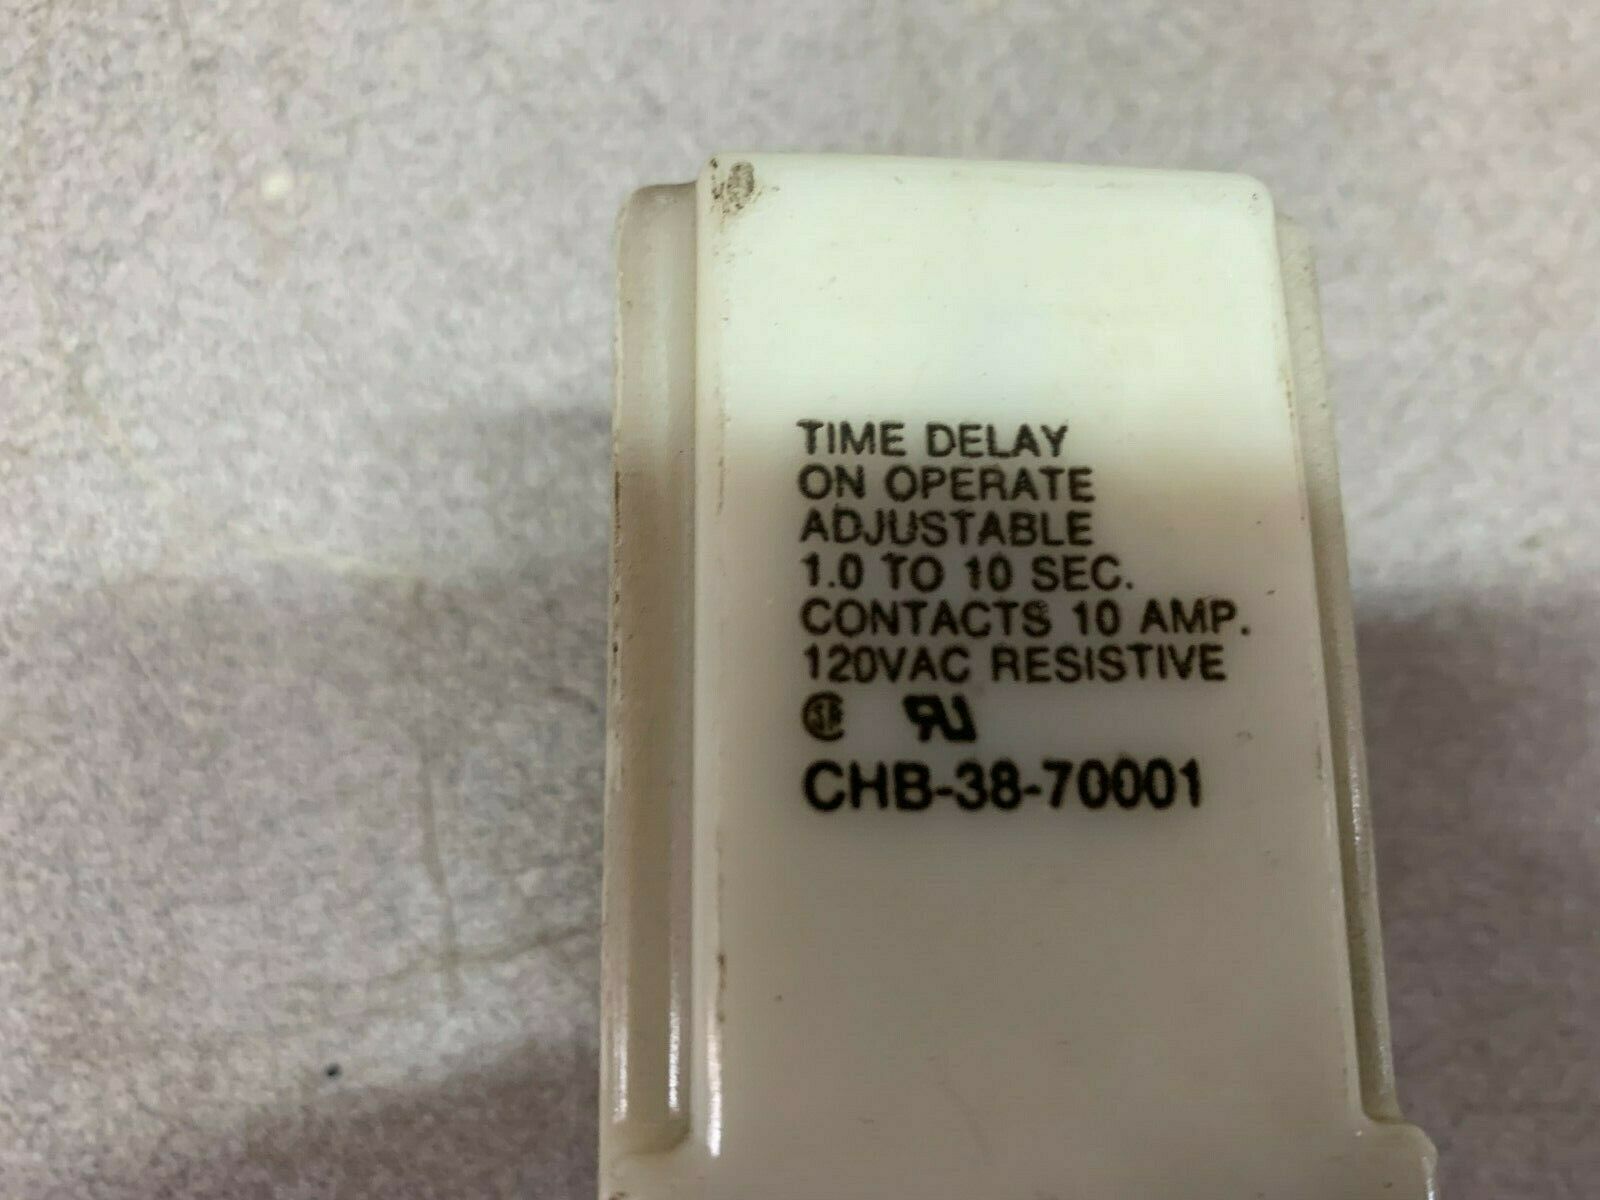 TIME DELAY
ON OPERATE
ADJUSTABLE
1.0 TO 10 SEC.
CONTACTS 10 AMP.
120VAC RESISTIVE
CHB-38-70001